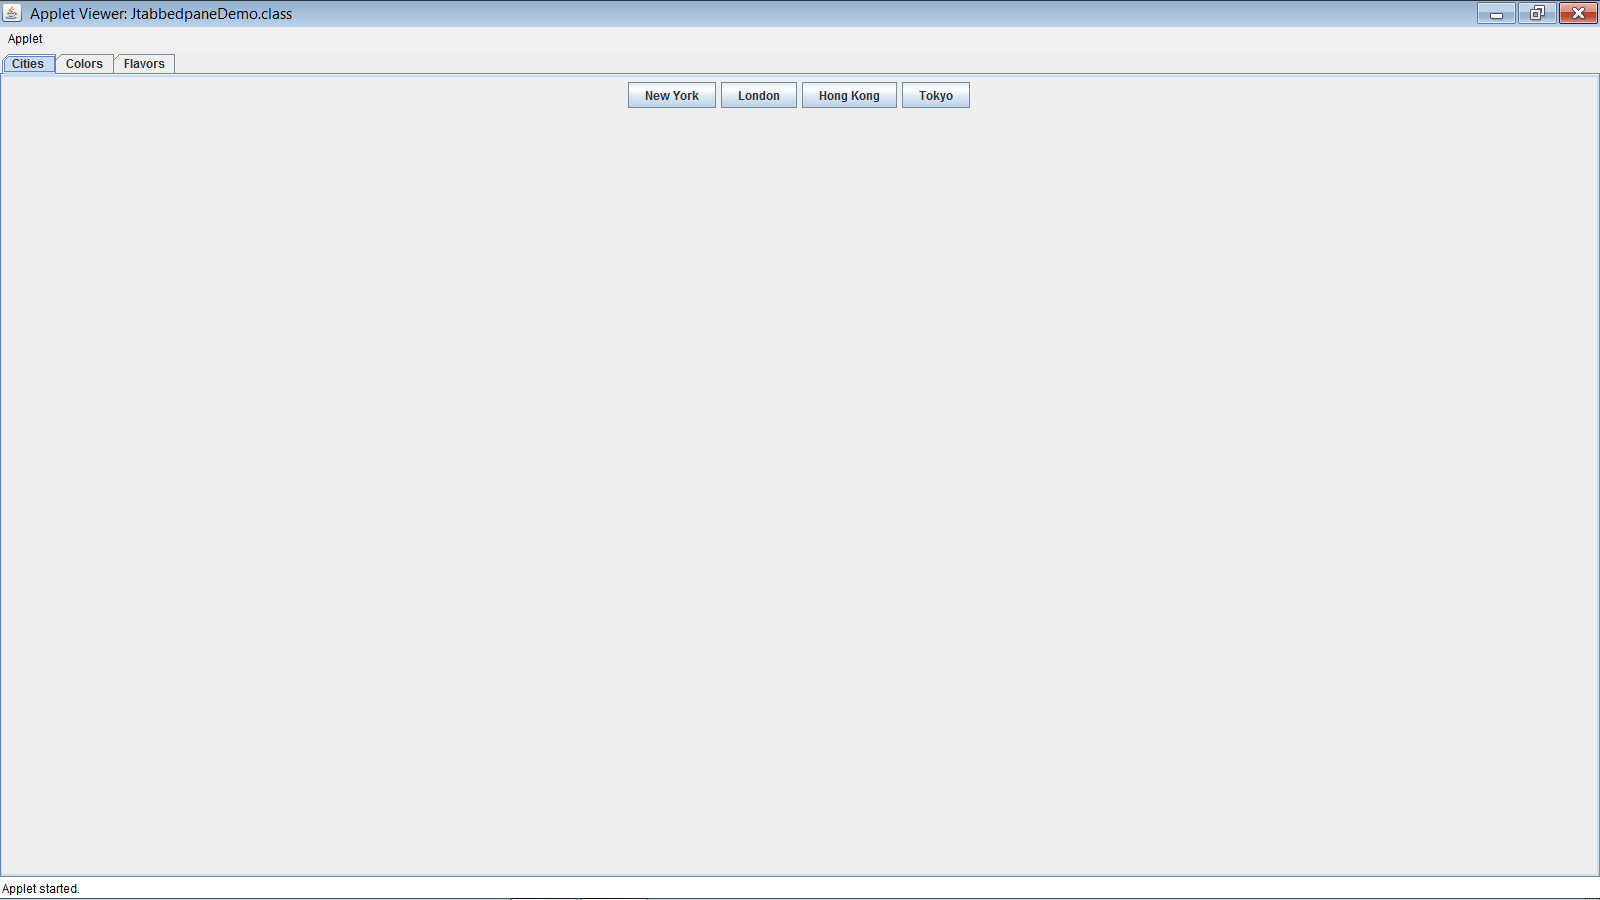 Applet Viewer: JtabbedpaneDemo.class
Applet
Cities Colors Flavors
New York London Hong Kong Tokyo
Applet started.